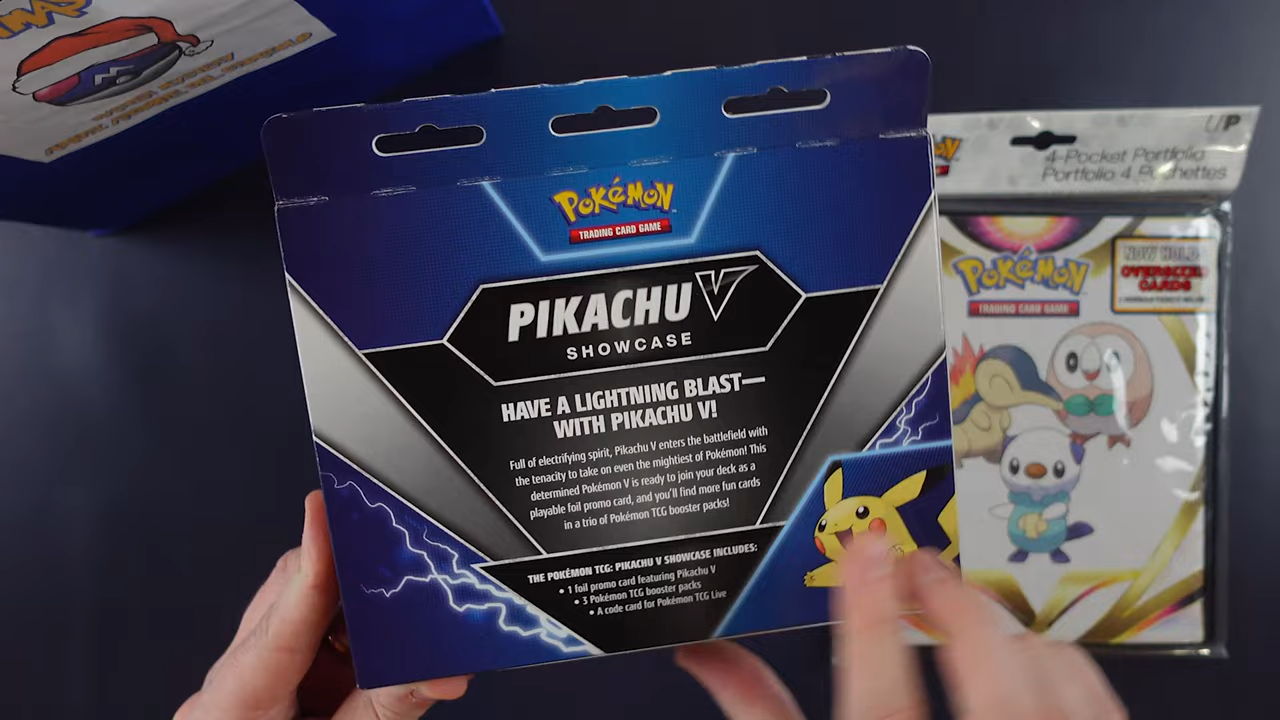 POKÉMON
TRADING CARD GAME
PIKACHU V
SHOWCASE
HAVE A LIGHTNING BLAST—
WITH PIKACHU V!
Full of electrifying spirit, Pikachu V enters the battlefield with
the tenacity to take on even the mightiest of Pokémon! This
determined Pokémon V is ready to join your deck as a
playable foil promo card, and you'll find more fun cards
in a trio of Pokémon TCG booster packs!
THE POKÉMON TCG: PIKACHU V SHOWCASE INCLUDES:
• 1 foil promo card featuring Pikachu V
• 3 Pokémon TCG booster packs
• A code card for Pokémon TCG Live
UP
4-Pocket Portfolio
Portfolio 4 Pochettes
POKÉMON
TRADING CARD GAME
NOW HOLDS
OVERSIZED
CARDS